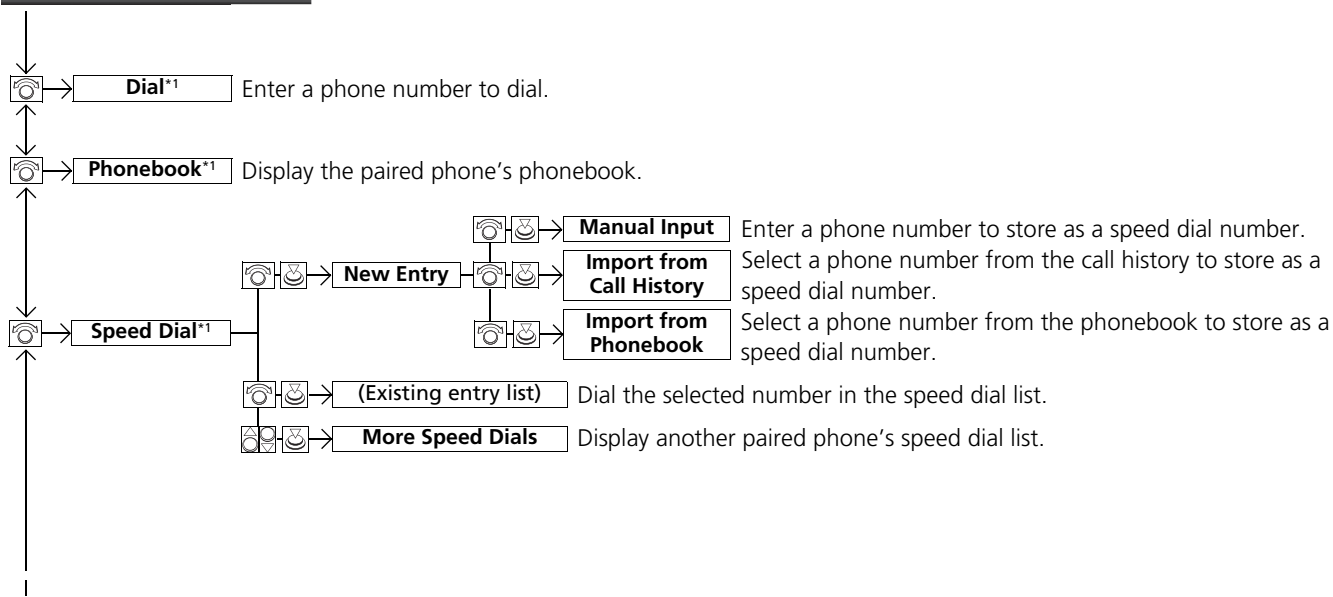 Dial*1 Enter a phone number to dial.
Phonebook*1 Display the paired phone’s phonebook.
Manual Input Enter a phone number to store as a speed dial number.
New Entry
Import from
Call History
Select a phone number from the call history to store as a
speed dial number.
Speed Dial*1
Import from
Phonebook
Select a phone number from the phonebook to store as a
speed dial number.
(Existing entry list) Dial the selected number in the speed dial list.
More Speed Dials Display another paired phone’s speed dial list.